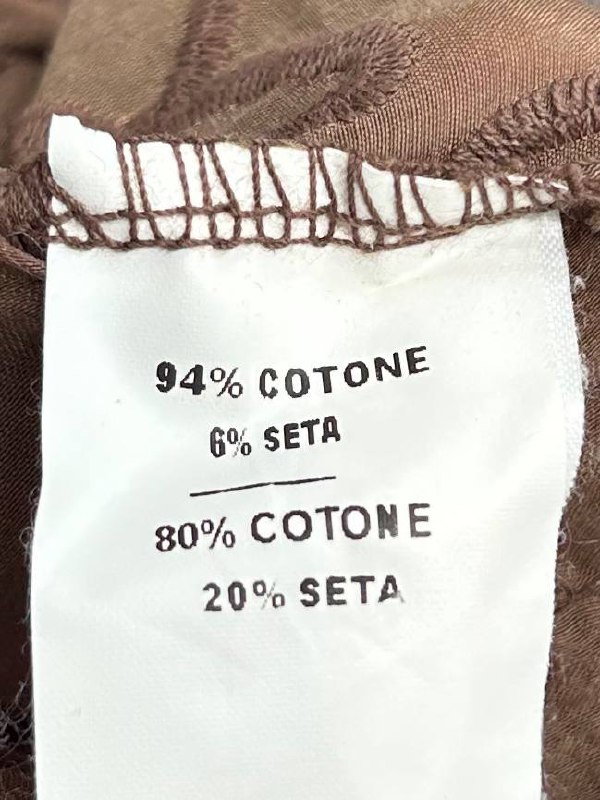 94% COTONE
6% SETA
80% COTONE
20% SETA